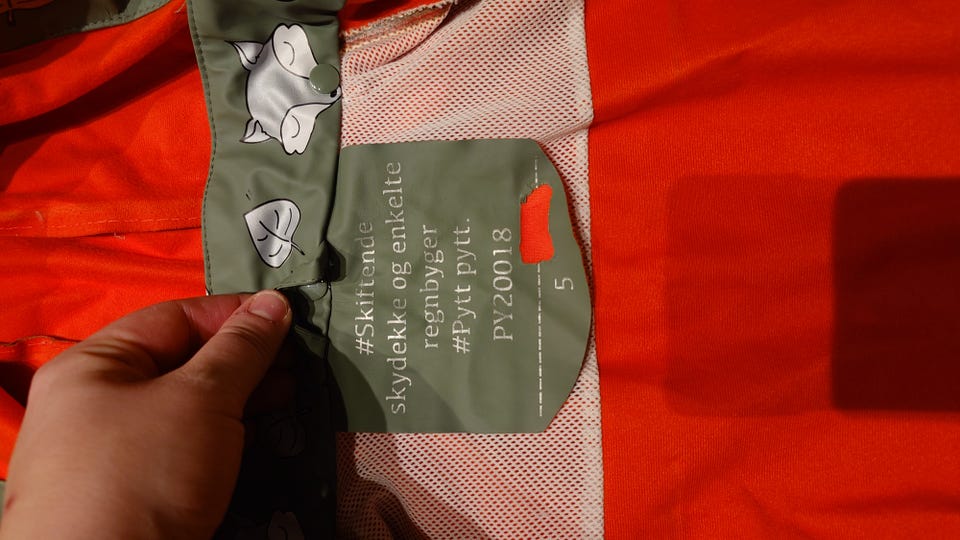 #Skiftende
skydekke og enkelte
regnbyger
#Pytt pytt.
PY20018
5